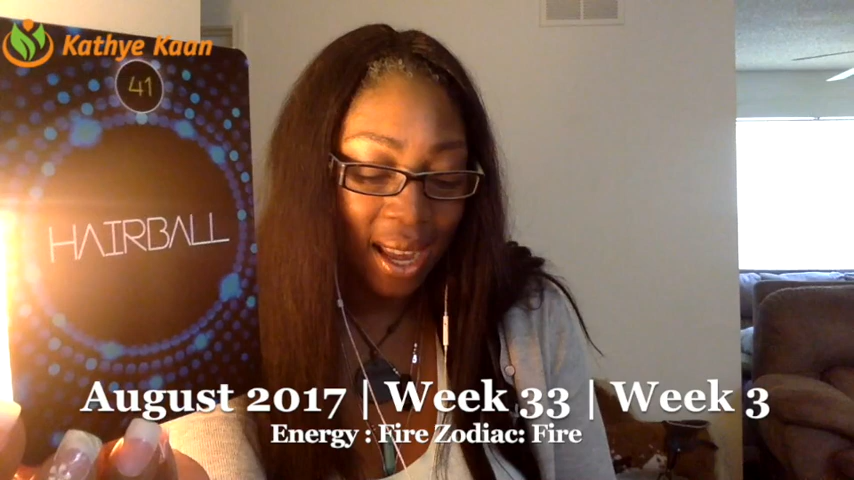 Kathye Kaan
41
HAIRBALL
August 2017 | Week 33 | Week 3
Energy : Fire Zodiac: Fire